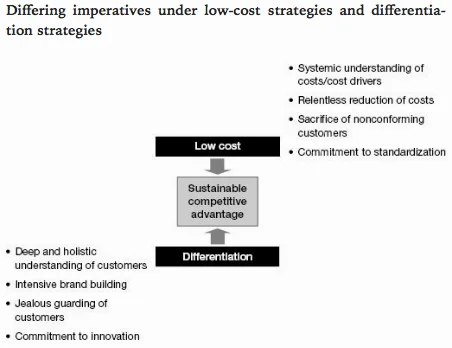 Differing imperatives under low-cost strategies and differentia-
tion strategies
• Systemic understanding of
costs/cost drivers
• Relentless reduction of costs
• Sacrifice of nonconforming
customers
• Commitment to standardization
Low cost
Sustainable
competitive
advantage
Differentiation
• Deep and holistic
understanding of customers
• Intensive brand building
• Jealous guarding of
customers
• Commitment to innovation